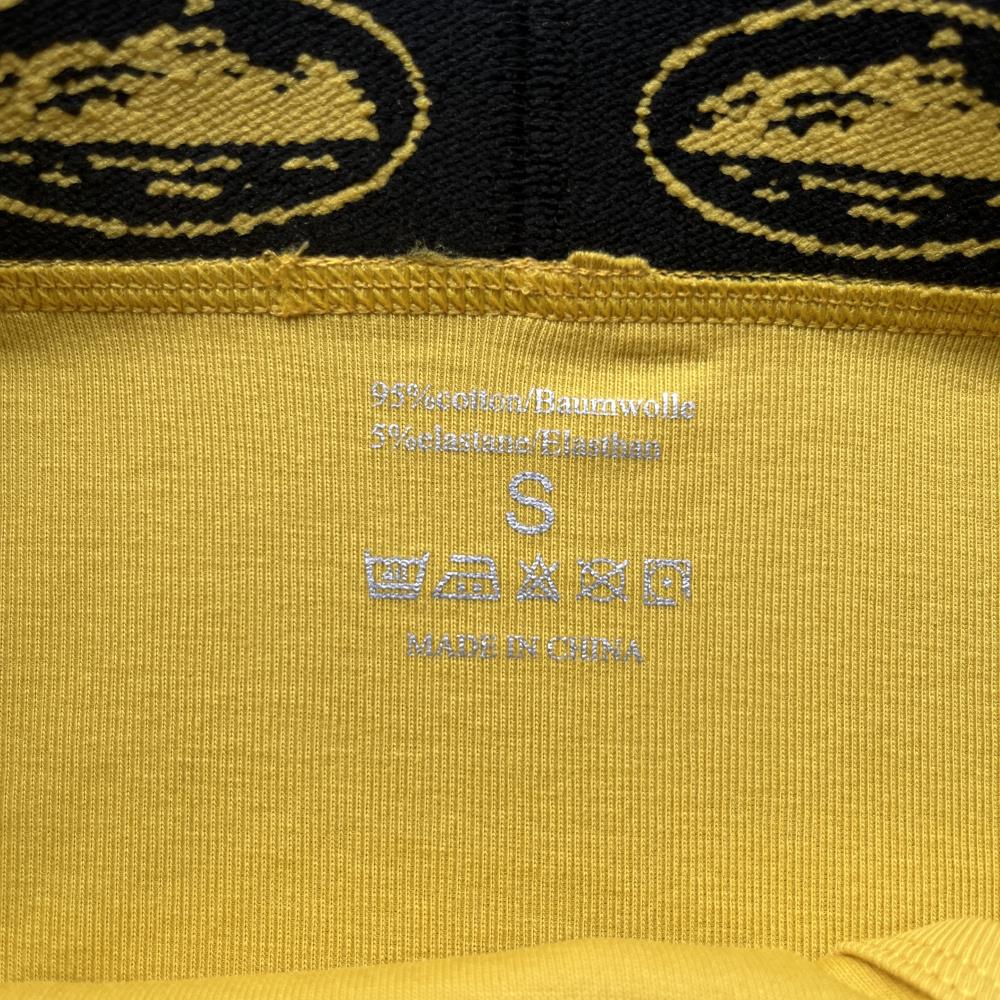 95%cotton/Baumwolle
5%elastane/Elasthan
S
MADE IN CHINA